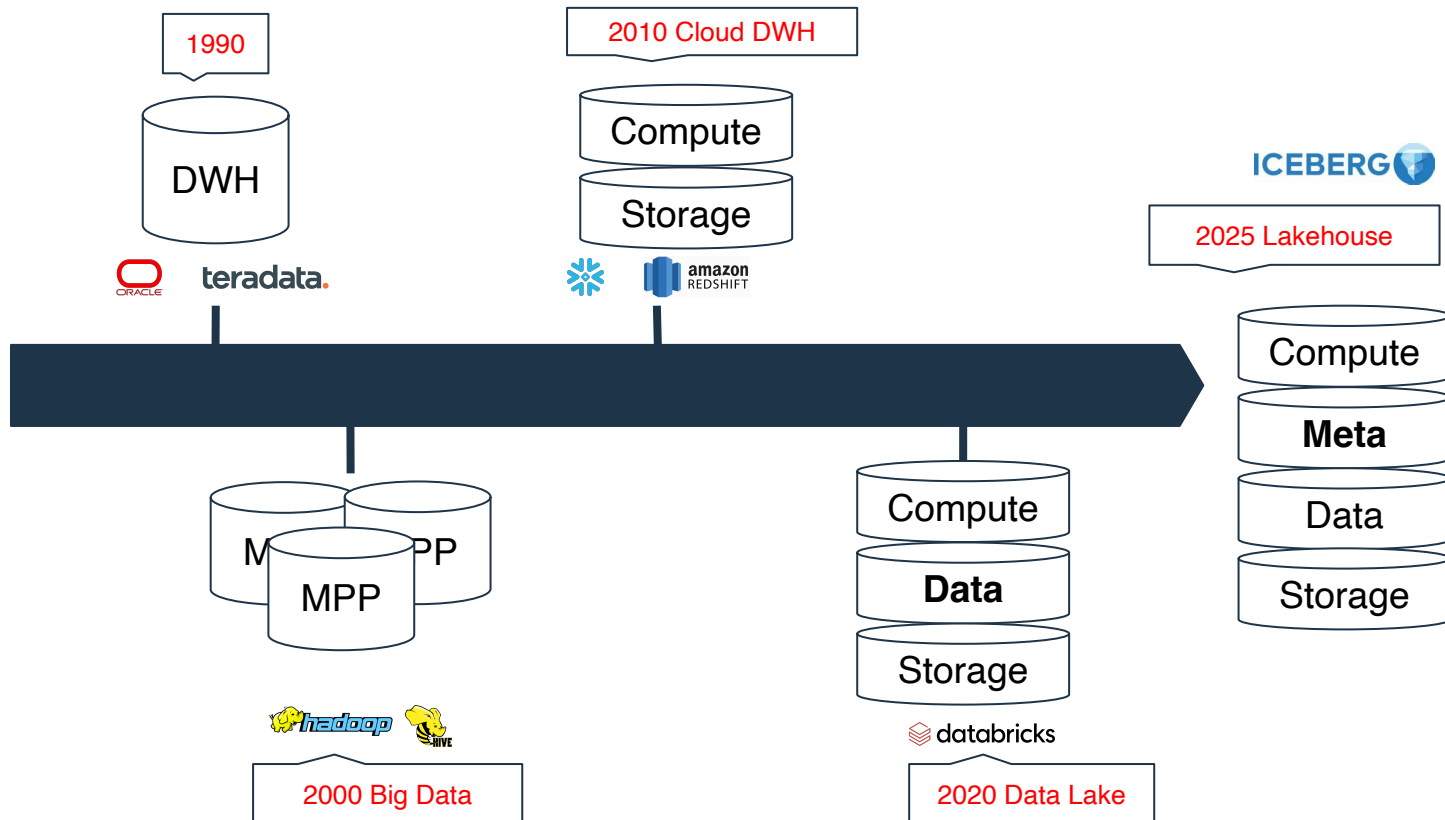 1990
DWH
ORACLE
teradata.
2010 Cloud DWH
Compute
Storage
amazon
REDSHIFT
ICEBERG
2025 Lakehouse
Compute
Meta
Data
Storage
M
PP
MPP
hadoop
HIVE
2000 Big Data
Compute
Data
Storage
databricks
2020 Data Lake